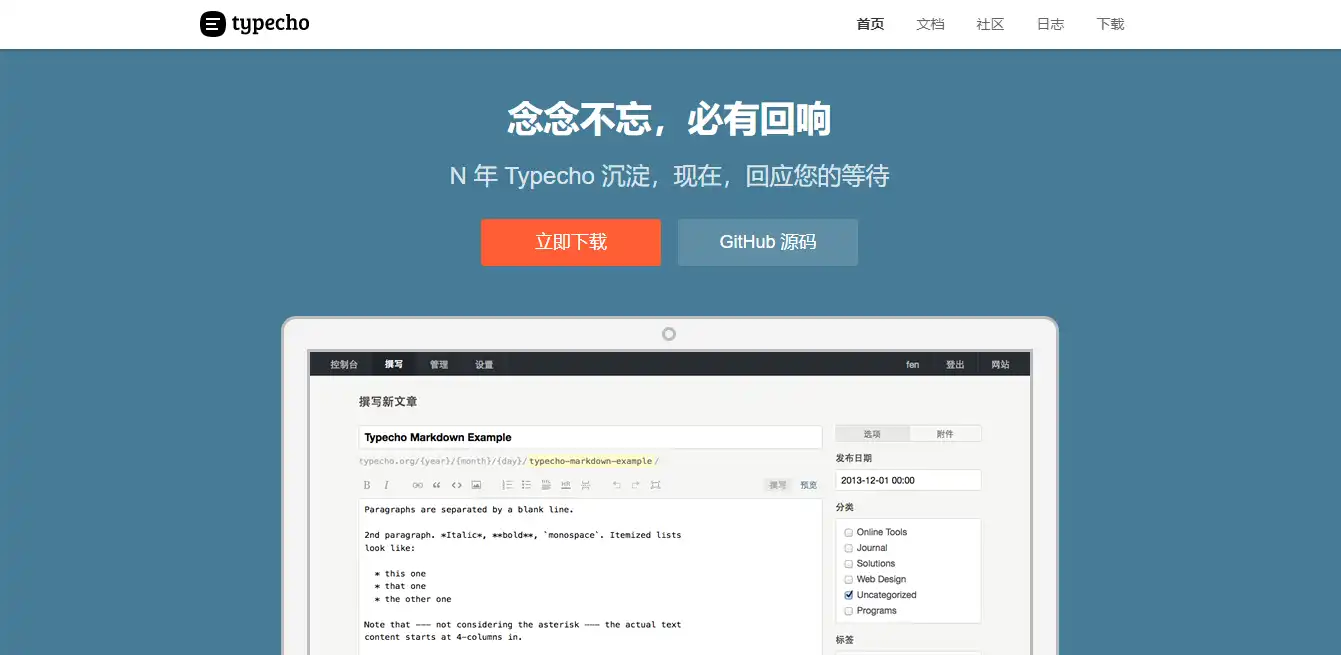 typecho
首页 文档 社区 日志 下载
念念不忘，必有回响
N 年 Typecho 沉淀，现在，回应您的等待
立即下载 GitHub 源码
控制台 撰写 管理 设置 fen 登出 网站
撰写新文章
Typecho Markdown Example
typecho.org/{year}/{month}/{day}/typecho-markdown-example/
B I
撰写 预览
Paragraphs are separated by a blank line.
2nd paragraph. *Italic*, **bold**, `monospace`. Itemized lists
look like:
* this one
* that one
* the other one
Note that --- not considering the asterisk --- the actual text
content starts at 4-columns in.
选项 附件
发布日期
2013-12-01 00:00
分类
Online Tools
Journal
Solutions
Web Design
Uncategorized
Programs
标签